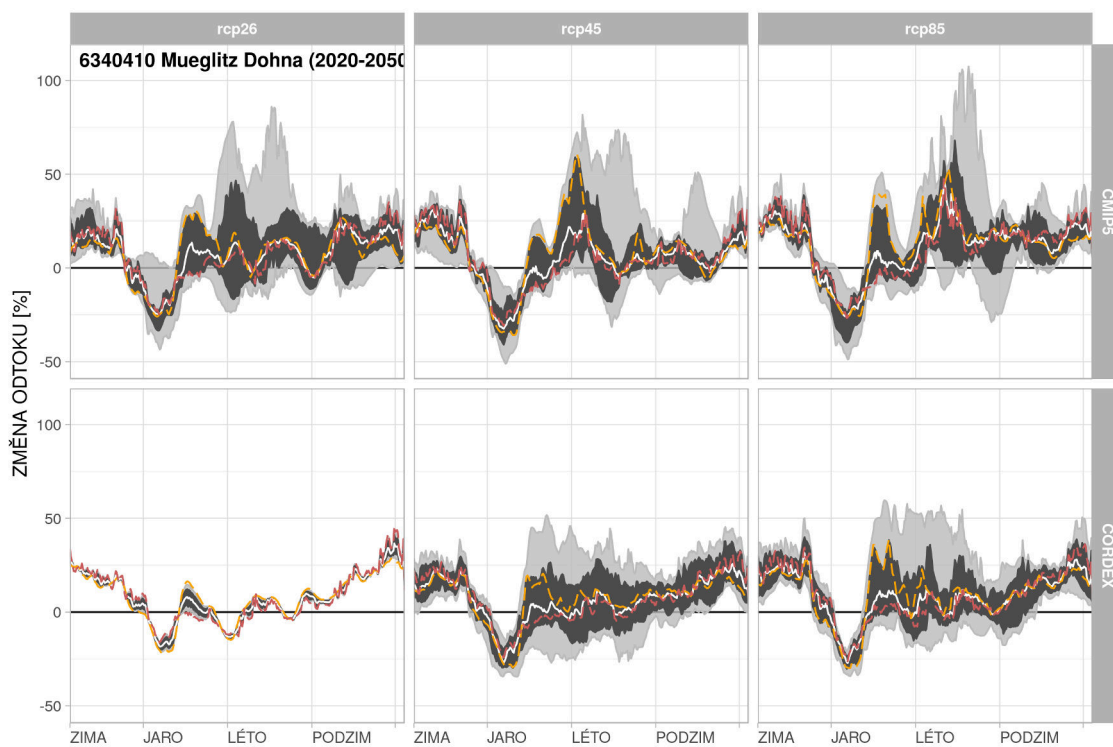 rcp26 rcp45 rcp85
6340410 Mueglitz Dohna (2020-2050
100
50
0
-50
CMIP5
ZMĚNA ODTOKU [%]
100
50
0
-50
CORDEX
ZIMA JARO LÉTO PODZIM ZIMA JARO LÉTO PODZIM ZIMA JARO LÉTO PODZIM